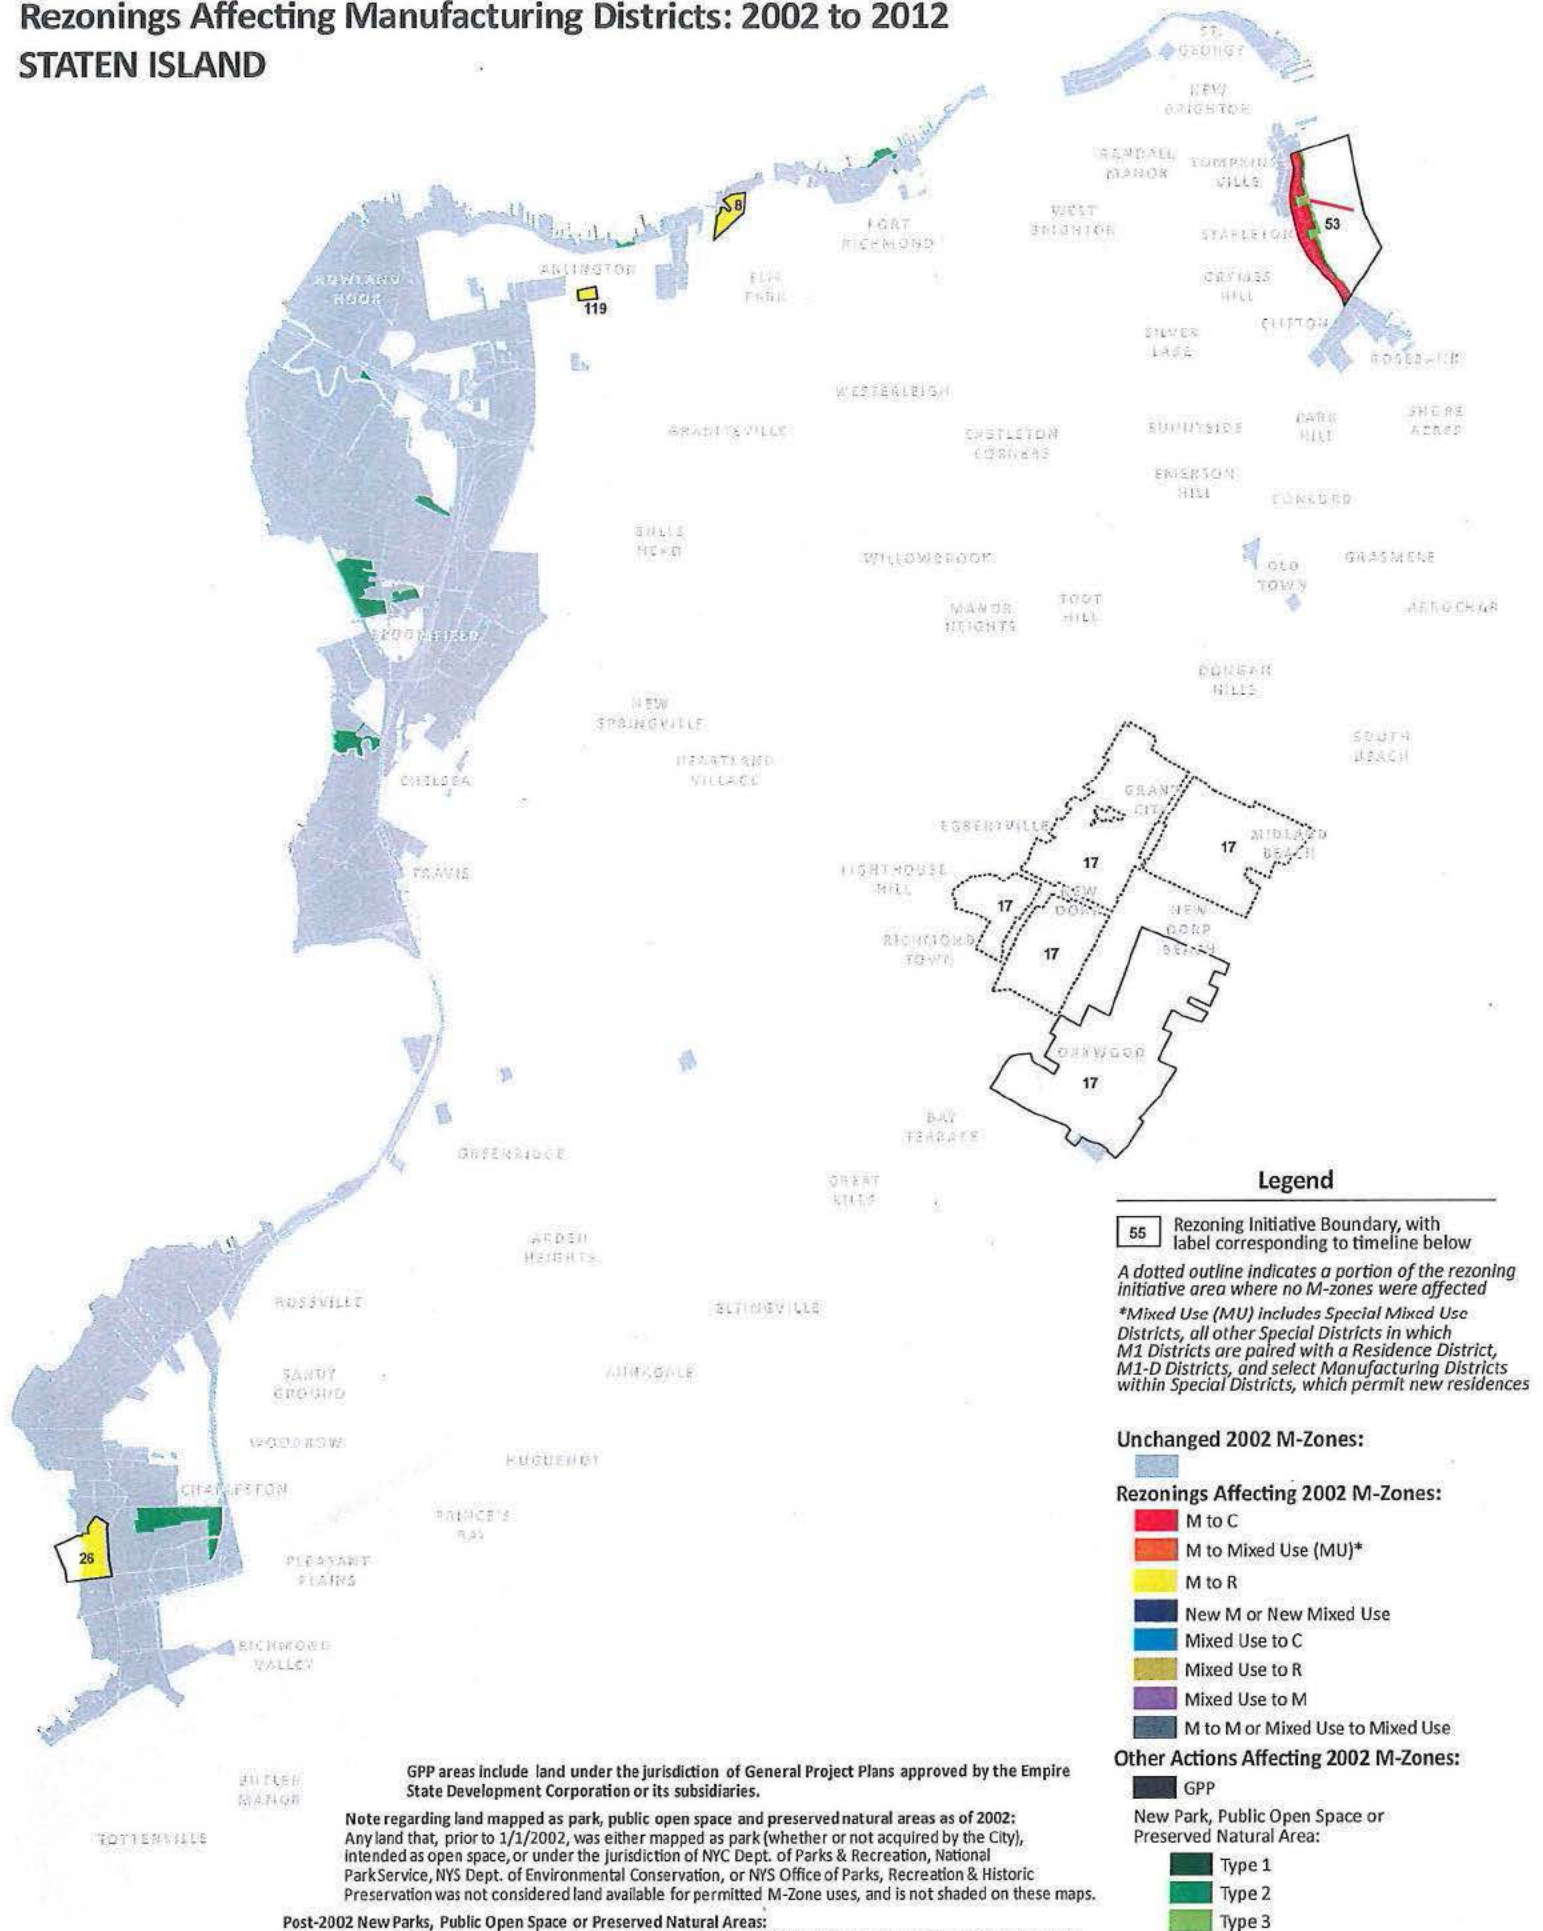 Rezonings Affecting Manufacturing Districts: 2002 to 2012
STATEN ISLAND
ST.
GEORGE
NEW
BRIGHTON
RANDALL
MANOR
TOMPKINS
VILLE
WEST
BRIGHTON
STAPLETON
53
GRYMES
HILL
CLIFTON
ROSEBANK
SILVER
LAKE
8
PORT
RICHMOND
ARLINGTON
119
ELM
PARK
HOWLAND
HOOK
WESTERLEIGH
GRANITEVILLE
CASTLETON
CORNERS
SUNNYSIDE
PARK
HILL
SHORE
ACRES
EMERSON
HILL
CONCORD
BULLS
HEAD
WILLOWBROOK
OLD
TOWN
GRASMERE
MANOR
HEIGHTS
TODT
HILL
ARROCHAR
BLOOMFIELD
DONGAN
HILLS
NEW
SPRINGVILLE
SOUTH
BEACH
HEARTLAND
VILLAGE
CHELSEA
GRANT
CITY
EGBERTVILLE
MIDLAND
BEACH
17
17
LIGHTHOUSE
HILL
TRAVIS
17
NEW
DORP
NEW
DORP
BEACH
RICHMOND
TOWN
17
OAKWOOD
17
BAY
TERRACE
GREENRIDGE
GREAT
KILLS
ARDEN
HEIGHTS
ROSSVILLE
ELTINGVILLE
SANDY
GROUND
ANNADALE
WOODROW
HUGUENOT
CHARLESTON
PRINCE'S
BAY
26
PLEASANT
PLAINS
RICHMOND
VALLEY
BUTLER
MANOR
TOTTENVILLE
Legend
55
Rezoning Initiative Boundary, with
label corresponding to timeline below
A dotted outline indicates a portion of the rezoning
initiative area where no M-zones were affected
*Mixed Use (MU) includes Special Mixed Use
Districts, all other Special Districts in which
M1 Districts are paired with a Residence District,
M1-D Districts, and select Manufacturing Districts
within Special Districts, which permit new residences
Unchanged 2002 M-Zones:
Rezonings Affecting 2002 M-Zones:
M to C
M to Mixed Use (MU)*
M to R
New M or New Mixed Use
Mixed Use to C
Mixed Use to R
Mixed Use to M
M to M or Mixed Use to Mixed Use
Other Actions Affecting 2002 M-Zones:
GPP
New Park, Public Open Space or
Preserved Natural Area:
Type 1
Type 2
Type 3
GPP areas include land under the jurisdiction of General Project Plans approved by the Empire
State Development Corporation or its subsidiaries.
Note regarding land mapped as park, public open space and preserved natural areas as of 2002:
Any land that, prior to 1/1/2002, was either mapped as park (whether or not acquired by the City),
intended as open space, or under the jurisdiction of NYC Dept. of Parks & Recreation, National
Park Service, NYS Dept. of Environmental Conservation, or NYS Office of Parks, Recreation & Historic
Preservation was not considered land available for permitted M-Zone uses, and is not shaded on these maps.
Post-2002 New Parks, Public Open Space or Preserved Natural Areas: